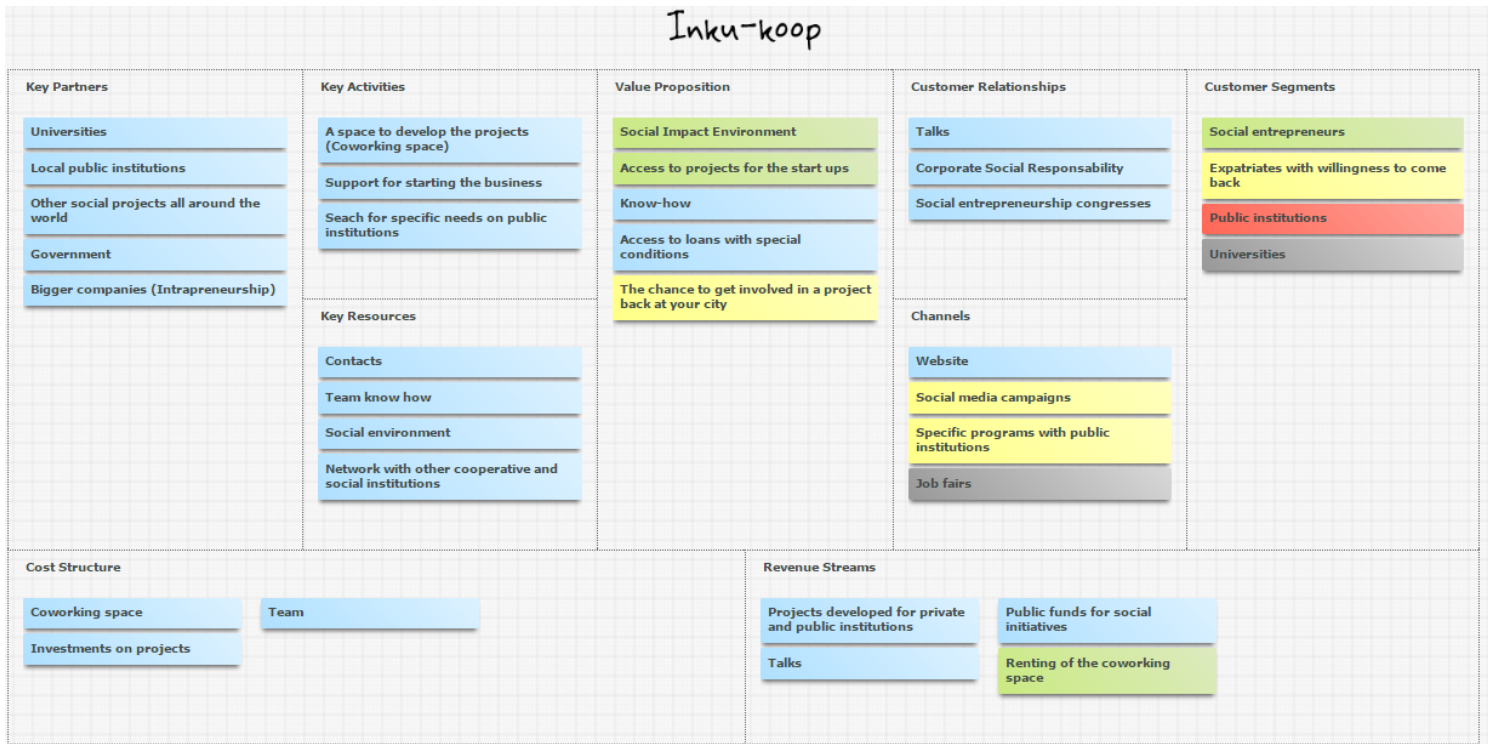 Inku-koop
Key Partners
Universities
Local public institutions
Other social projects all around the
world
Government
Bigger companies (Intrapreneurship)
Key Activities
A space to develop the projects
(Coworking space)
Support for starting the business
Seach for specific needs on public
institutions
Key Resources
Contacts
Team know how
Social environment
Network with other cooperative and
social institutions
Value Proposition
Social Impact Environment
Access to projects for the start ups
Know-how
Access to loans with special
conditions
The chance to get involved in a project
back at your city
Customer Relationships
Talks
Corporate Social Responsability
Social entrepreneurship congresses
Channels
Website
Social media campaigns
Specific programs with public
institutions
Job fairs
Customer Segments
Social entrepreneurs
Expatriates with willingness to come
back
Public institutions
Universities
Cost Structure
Coworking space
Investments on projects
Team
Revenue Streams
Projects developed for private
and public institutions
Talks
Public funds for social
initiatives
Renting of the coworking
space